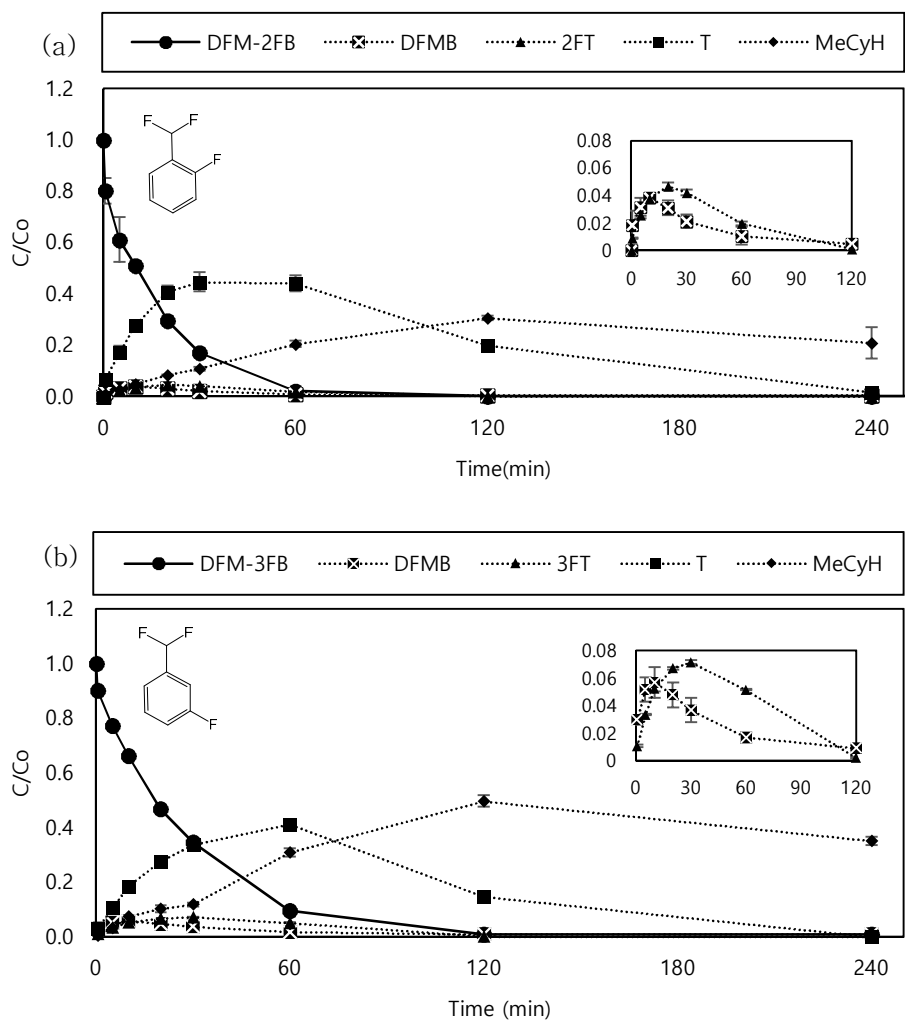 (a)
DFM-2FB DFMB 2FT T MeCyH
1.2
1.0
0.8
0.6
0.4
0.2
0.0
C/Co
F F
F
0.08
0.06
0.04
0.02
0
0 30 60 90 120
0 60 120 180 240
Time(min)
(b)
DFM-3FB DFMB 3FT T MeCyH
1.2
1.0
0.8
0.6
0.4
0.2
0.0
C/Co
F F
F
0.08
0.06
0.04
0.02
0
0 30 60 90 120
0 60 120 180 240
Time (min)